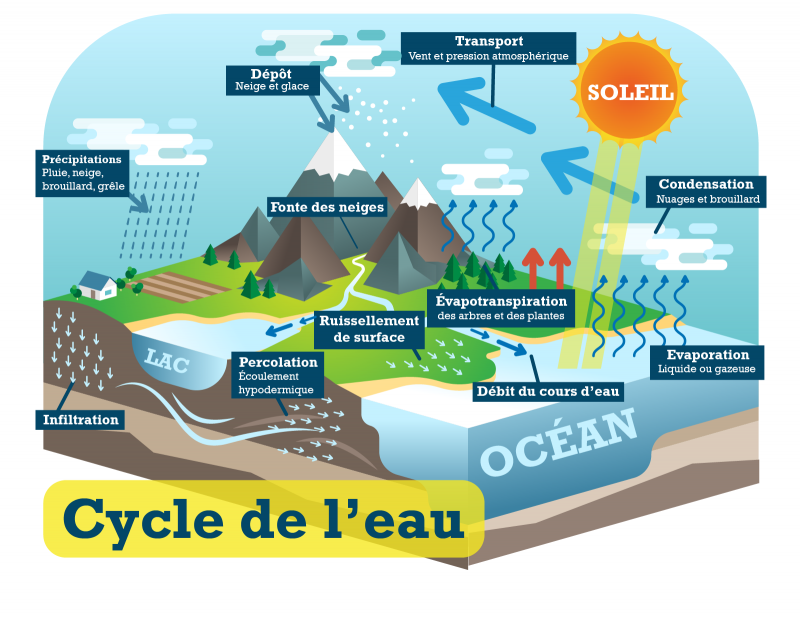 Transport
Vent et pression atmosphérique
Dépôt
Neige et glace
SOLEIL
Précipitations
Pluie, neige,
brouillard, grêle
Condensation
Nuages et brouillard
Fonte des neiges
Évapotranspiration
des arbres et des plantes
Ruissellement
de surface
LAC
Percolation
Écoulement
hypodermique
Evaporation
Liquide ou gazeuse
Débit du cours d'eau
Infiltration
OCÉAN
Cycle de l'eau